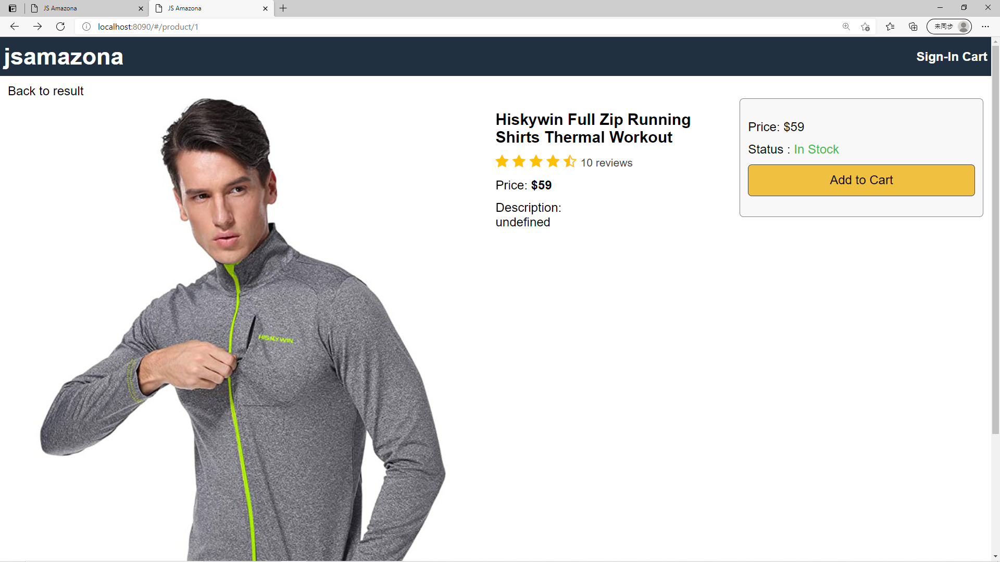 JS Amazona
JS Amazona
localhost:8090/#/product/1
未同步
jsamazona
Sign-In Cart
Back to result
Hiskywin Full Zip Running
Shirts Thermal Workout
10 reviews
Price: $59
Description:
undefined
Price: $59
Status : In Stock
Add to Cart
HISKYWIN